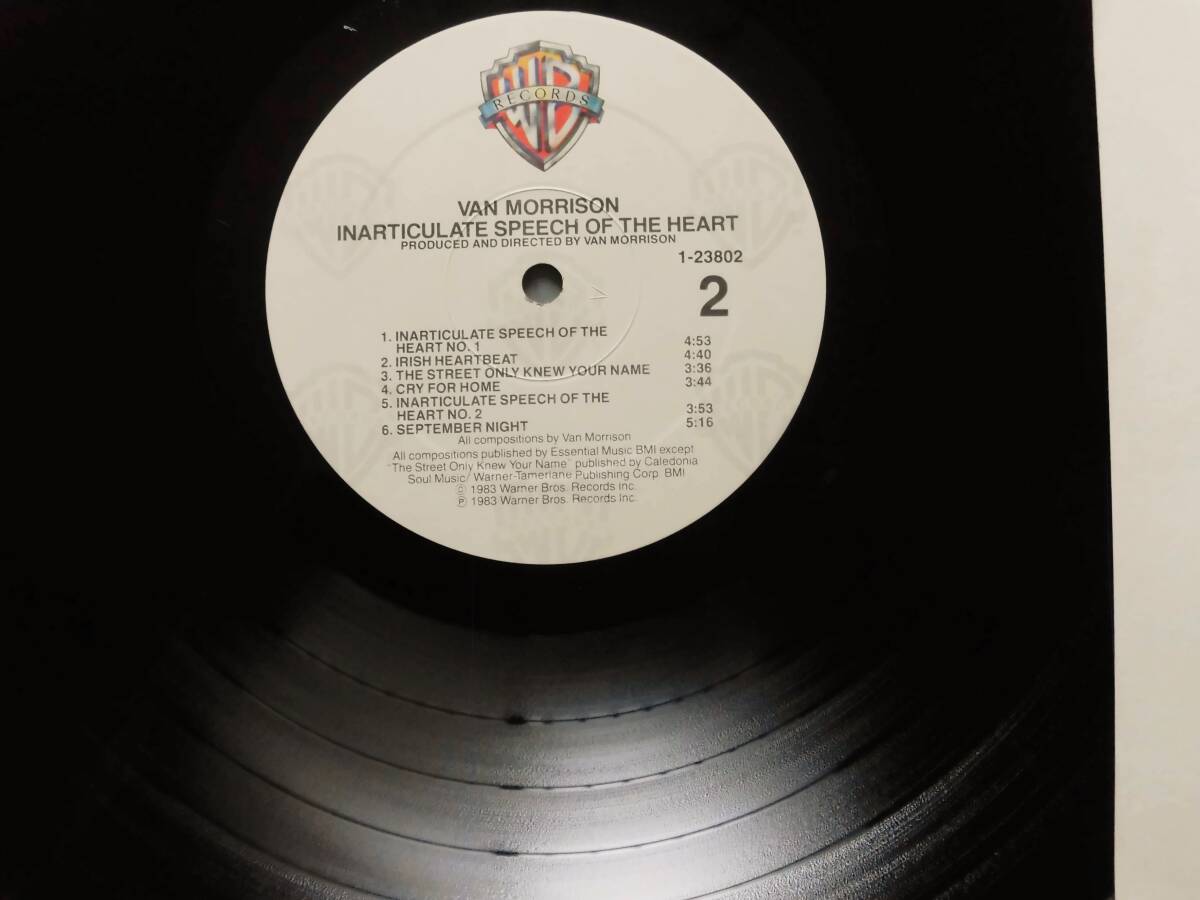 WB
RECORDS
VAN MORRISON
INARTICULATE SPEECH OF THE HEART
PRODUCED AND DIRECTED BY VAN MORRISON
1-23802
2
1. INARTICULATE SPEECH OF THE
HEART NO. 1 4:53
2. IRISH HEARTBEAT 4:40
3. THE STREET ONLY KNEW YOUR NAME 3:36
4. CRY FOR HOME 3:44
5. INARTICULATE SPEECH OF THE
HEART NO. 2 3:53
6. SEPTEMBER NIGHT 5:16
All compositions by Van Morrison
All compositions published by Essential Music BMI except
"The Street Only Knew Your Name" published by Caledonia
Soul Music/Warner-Tamerlane Publishing Corp. BMI
© 1983 Warner Bros. Records Inc.
℗ 1983 Warner Bros. Records Inc.